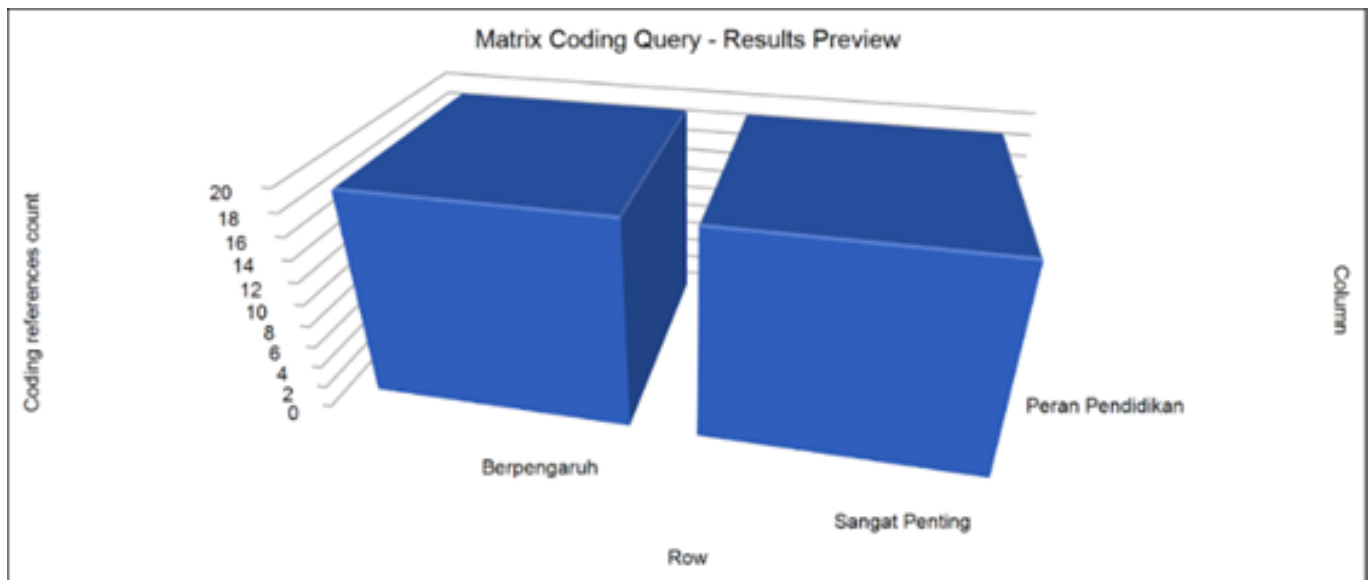 Matrix Coding Query - Results Preview
Coding references count
20
18
16
14
12
10
8
6
4
2
0
Berpengaruh
Sangat Penting
Row
Peran Pendidikan
Column